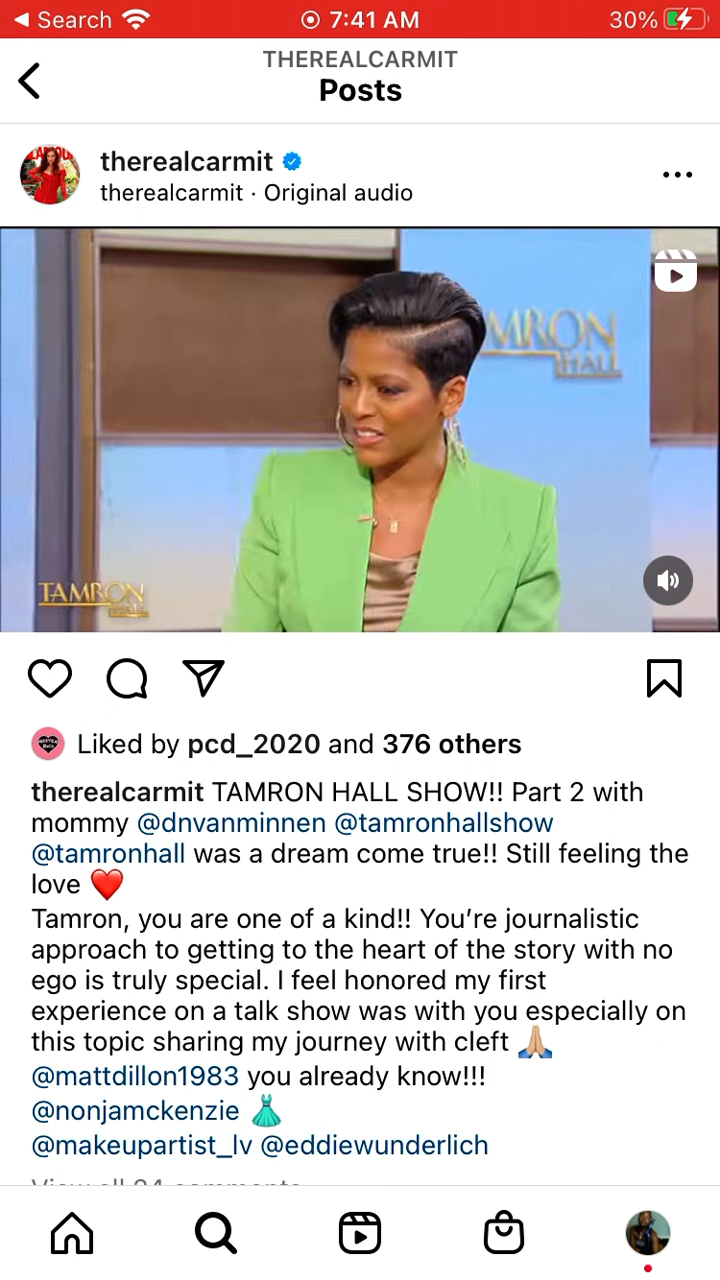 Search 7:41 AM 30%
THEREALCARMIT
Posts
therealcarmit
therealcarmit · Original audio
MRON
HALL
TAMRON
HALL
Liked by pcd_2020 and 376 others
therealcarmit TAMRON HALL SHOW!! Part 2 with
mommy @dnvanminnen @tamronhallshow
@tamronhall was a dream come true!! Still feeling the
love ❤️
Tamron, you are one of a kind!! You’re journalistic
approach to getting to the heart of the story with no
ego is truly special. I feel honored my first
experience on a talk show was with you especially on
this topic sharing my journey with cleft 🙏🏼
@mattdillon1983 you already know!!!
@nonjamckenzie 👗
@makeupartist_lv @eddiewunderlich